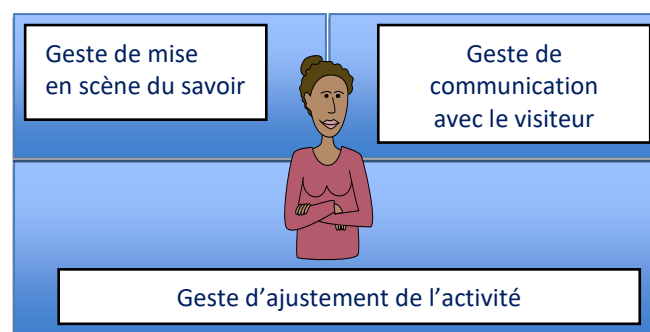 Geste de mise
en scène du savoir
Geste de
communication
avec le visiteur
Geste d’ajustement de l’activité